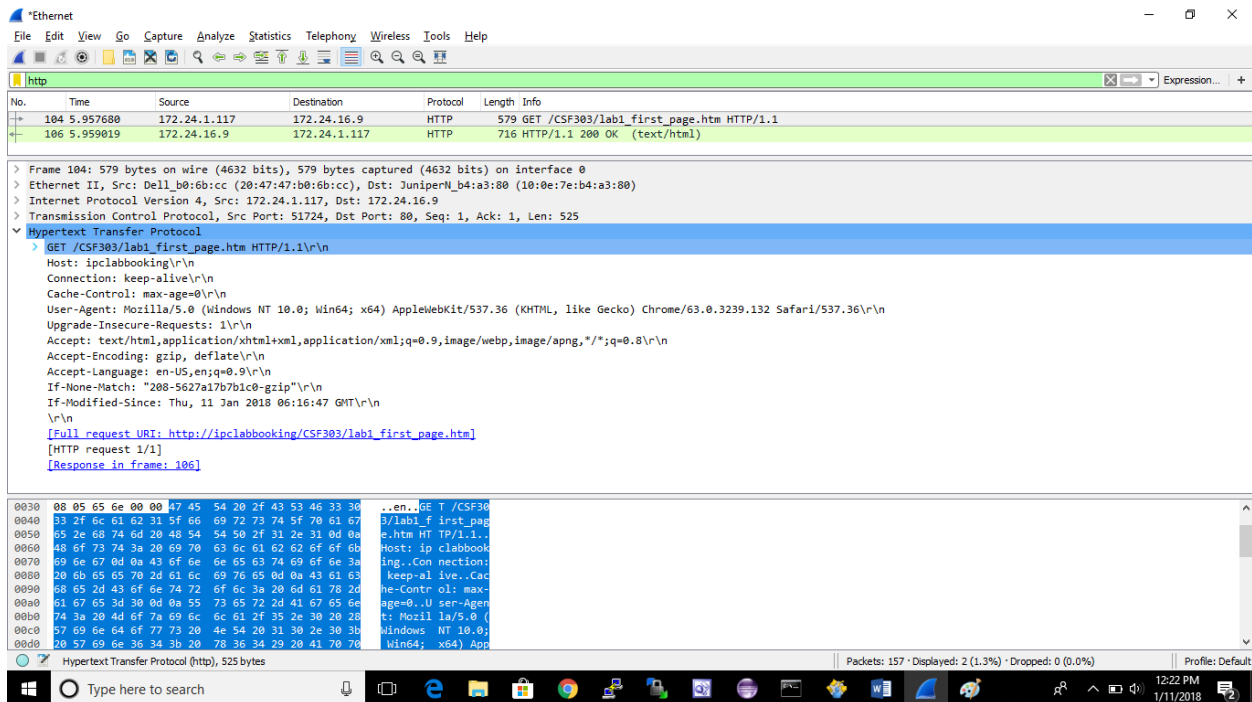 *Ethernet
File Edit View Go Capture Analyze Statistics Telephony Wireless Tools Help
http Expression... +
No. Time Source Destination Protocol Length Info
104 5.957680 172.24.1.117 172.24.16.9 HTTP 579 GET /CSF303/lab1_first_page.htm HTTP/1.1
106 5.959019 172.24.16.9 172.24.1.117 HTTP 716 HTTP/1.1 200 OK (text/html)
> Frame 104: 579 bytes on wire (4632 bits), 579 bytes captured (4632 bits) on interface 0
> Ethernet II, Src: Dell_b0:6b:cc (20:47:47:b0:6b:cc), Dst: JuniperN_b4:a3:80 (10:0e:7e:b4:a3:80)
> Internet Protocol Version 4, Src: 172.24.1.117, Dst: 172.24.16.9
> Transmission Control Protocol, Src Port: 51724, Dst Port: 80, Seq: 1, Ack: 1, Len: 525
Hypertext Transfer Protocol
> GET /CSF303/lab1_first_page.htm HTTP/1.1\r\n
Host: ipclabbooking\r\n
Connection: keep-alive\r\n
Cache-Control: max-age=0\r\n
User-Agent: Mozilla/5.0 (Windows NT 10.0; Win64; x64) AppleWebKit/537.36 (KHTML, like Gecko) Chrome/63.0.3239.132 Safari/537.36\r\n
Upgrade-Insecure-Requests: 1\r\n
Accept: text/html,application/xhtml+xml,application/xml;q=0.9,image/webp,image/apng,*/*;q=0.8\r\n
Accept-Encoding: gzip, deflate\r\n
Accept-Language: en-US,en;q=0.9\r\n
If-None-Match: "208-5627a17b7b1c0-gzip"\r\n
If-Modified-Since: Thu, 11 Jan 2018 06:16:47 GMT\r\n
\r\n
[Full request URI: http://ipclabbooking/CSF303/lab1_first_page.htm]
[HTTP request 1/1]
[Response in frame: 106]
0030 08 05 65 6e 00 00 47 45 54 20 2f 43 53 46 33 30 ..en..GE T /CSF30
0040 33 2f 6c 61 62 31 5f 66 69 72 73 74 5f 70 61 67 3/lab1_f irst_pag
0050 65 2e 68 74 6d 20 48 54 54 50 2f 31 2e 31 0d 0a e.htm HT TP/1.1..
0060 48 6f 73 74 3a 20 69 70 63 6c 61 62 62 6f 6f 6b Host: ip clabbook
0070 69 6e 67 0d 0a 43 6f 6e 6e 65 63 74 69 6f 6e 3a ing..Con nection:
0080 20 6b 65 65 70 2d 61 6c 69 76 65 0d 0a 43 61 63 keep-al ive..Cac
0090 68 65 2d 43 6f 6e 74 72 6f 6c 3a 20 6d 61 78 2d he-Contr ol: max-
00a0 61 67 65 3d 30 0d 0a 55 73 65 72 2d 41 67 65 6e age=0..U ser-Agen
00b0 74 3a 20 4d 6f 7a 69 6c 6c 61 2f 35 2e 30 20 28 t: Mozil la/5.0 (
00c0 57 69 6e 64 6f 77 73 20 4e 54 20 31 30 2e 30 3b Windows NT 10.0;
00d0 20 57 69 6e 36 34 3b 20 78 36 34 29 20 41 70 70 Win64; x64) App
Hypertext Transfer Protocol (http), 525 bytes Packets: 157 · Displayed: 2 (1.3%) · Dropped: 0 (0.0%) Profile: Default
Type here to search 12:22 PM
1/11/2018